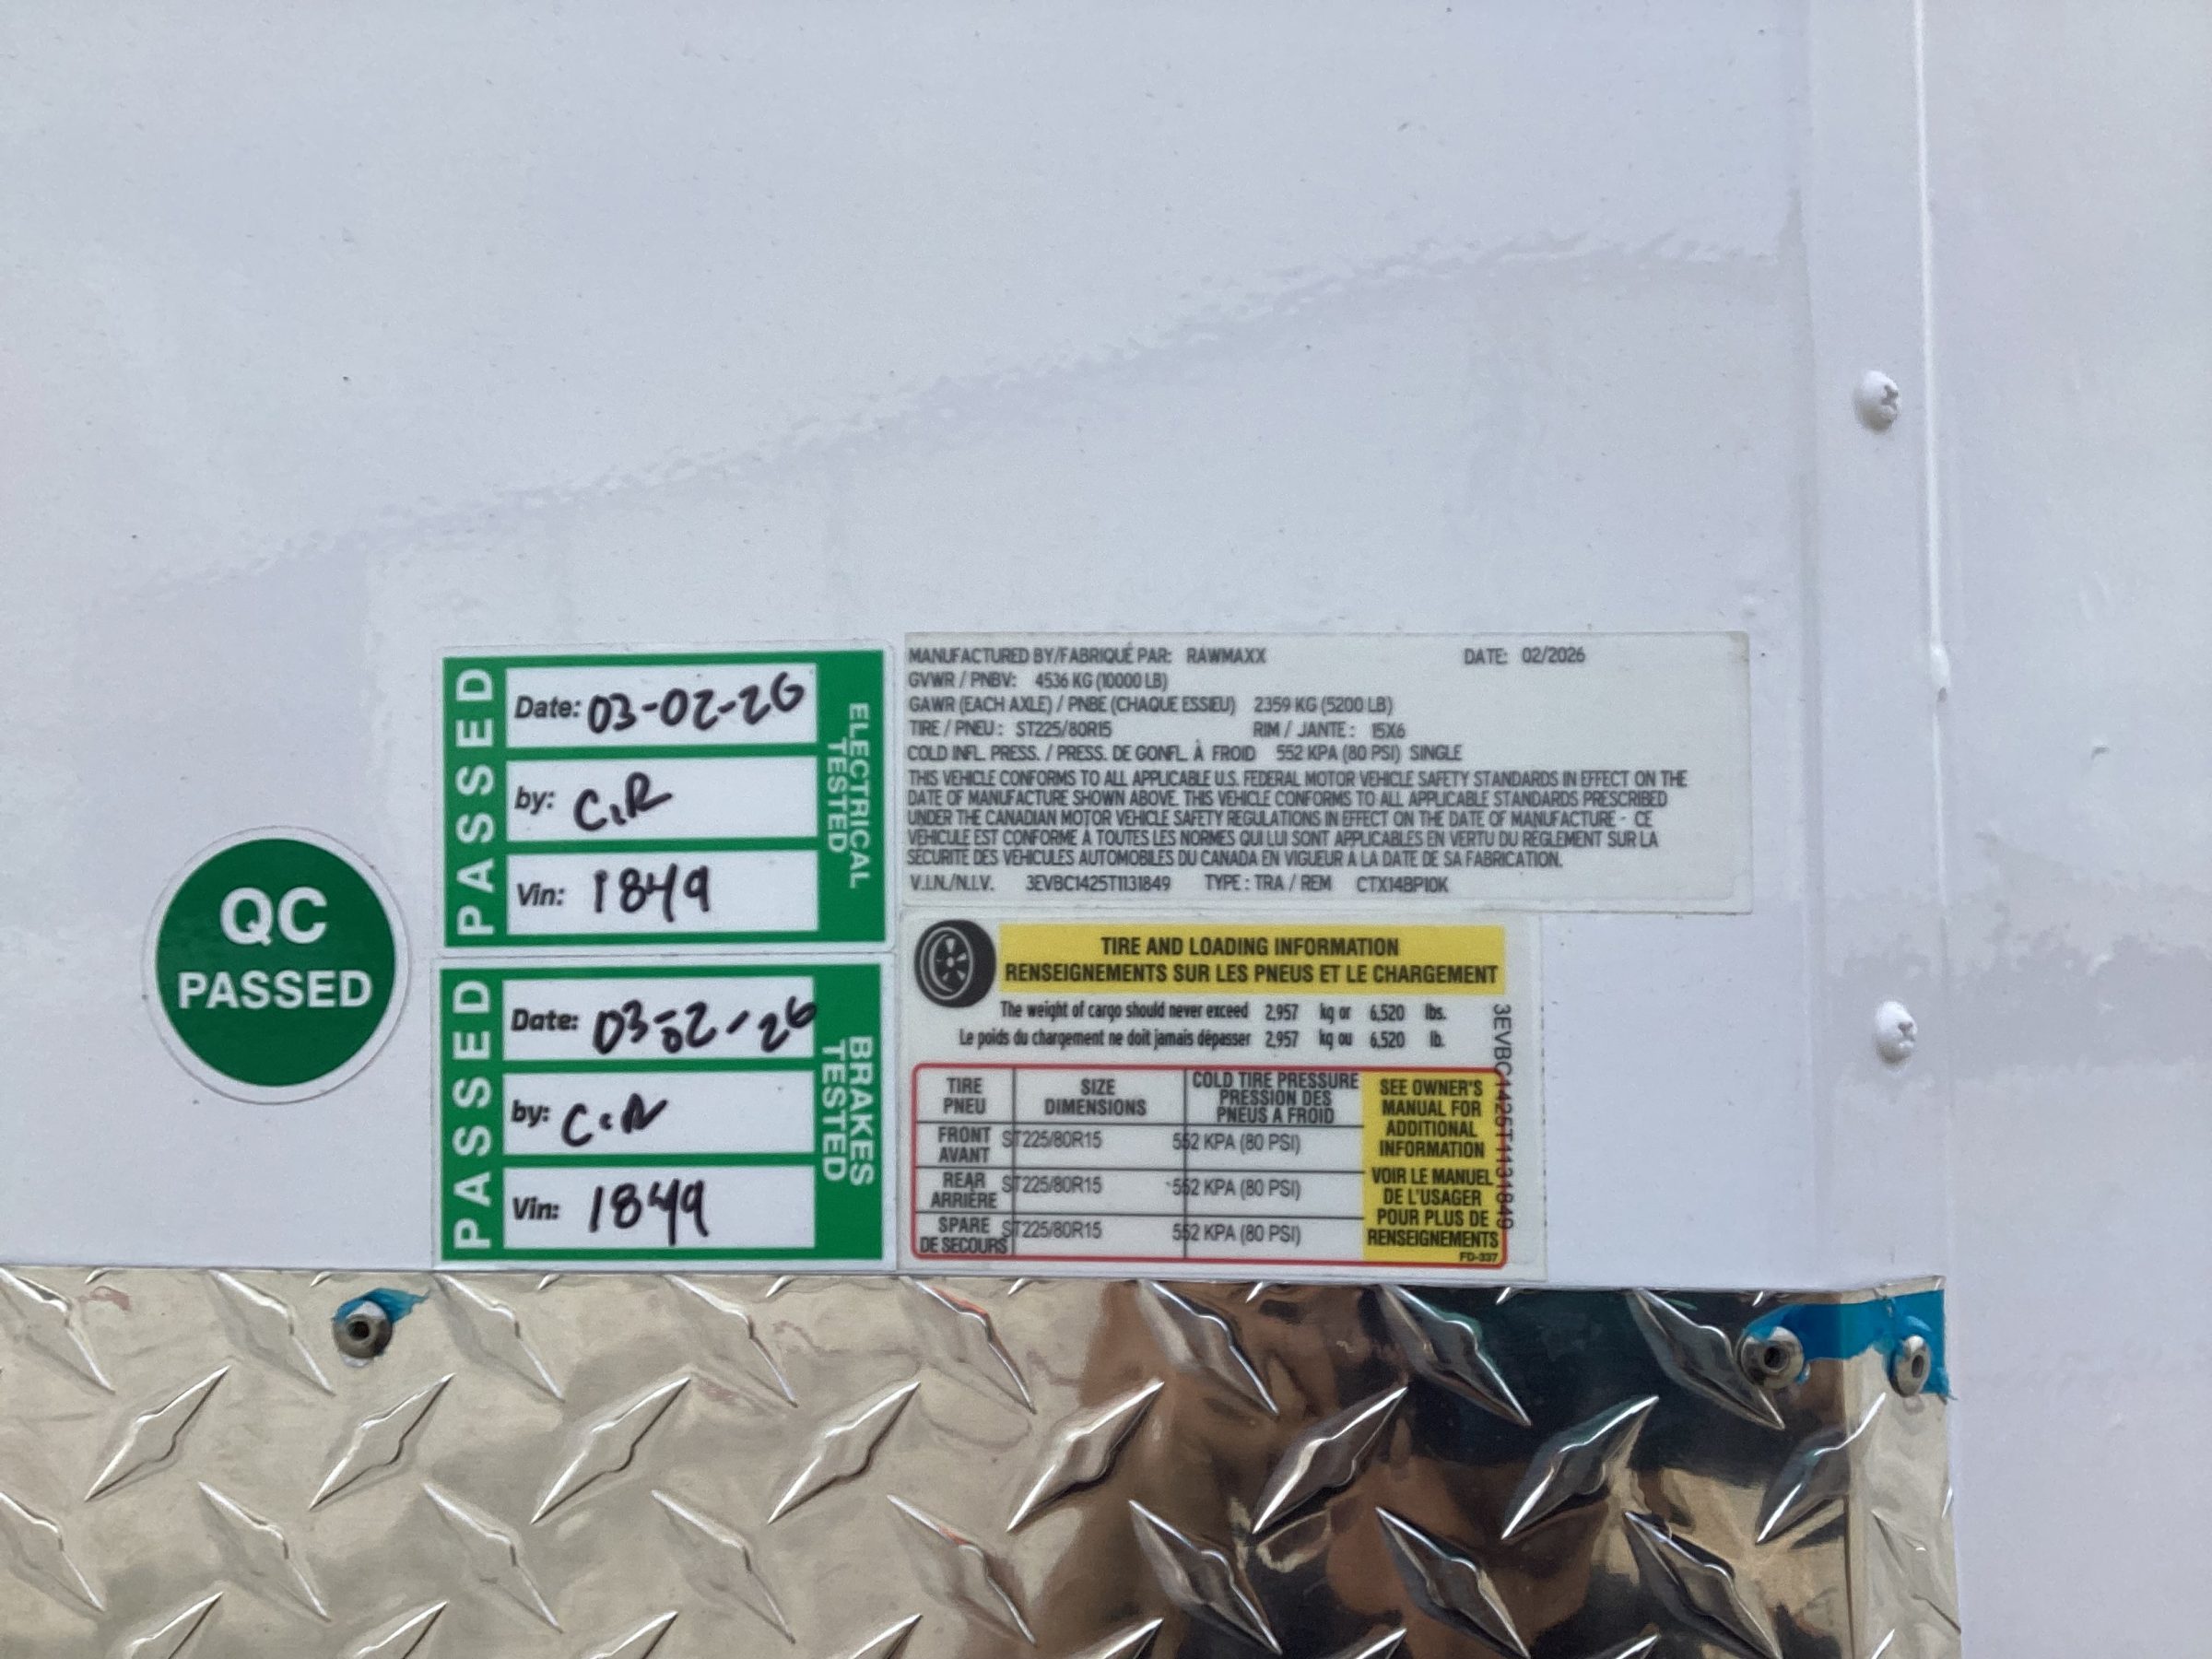 QC
PASSED
PASSED
Date: 03-02-26
by: C.R
Vin: 1849
ELECTRICAL
TESTED
PASSED
Date: 03-02-26
by: C.R
Vin: 1849
BRAKES
TESTED
MANUFACTURED BY/FABRIQUÉ PAR: RAWMAXX DATE: 02/2026
GVWR / PNBV: 4536 KG (10000 LB)
GAWR (EACH AXLE) / PNBE (CHAQUE ESSIEU) 2359 KG (5200 LB)
TIRE / PNEU: ST225/80R15 RIM / JANTE: 15X6
COLD INFL. PRESS. / PRESS. DE GONFL. À FROID 552 KPA (80 PSI) SINGLE
THIS VEHICLE CONFORMS TO ALL APPLICABLE U.S. FEDERAL MOTOR VEHICLE SAFETY STANDARDS IN EFFECT ON THE
DATE OF MANUFACTURE SHOWN ABOVE. THIS VEHICLE CONFORMS TO ALL APPLICABLE STANDARDS PRESCRIBED
UNDER THE CANADIAN MOTOR VEHICLE SAFETY REGULATIONS IN EFFECT ON THE DATE OF MANUFACTURE - CE
VEHICULE EST CONFORME À TOUTES LES NORMES QUI LUI SONT APPLICABLES EN VERTU DU REGLEMENT SUR LA
SECURITE DES VEHICULES AUTOMOBILES DU CANADA EN VIGUEUR A LA DATE DE SA FABRICATION.
V.I.N./N.I.V. 3EVBC1425T1131849 TYPE: TRA / REM CTX14BP10K
TIRE AND LOADING INFORMATION
RENSEIGNEMENTS SUR LES PNEUS ET LE CHARGEMENT
The weight of cargo should never exceed 2,957 kg or 6,520 lbs.
Le poids du chargement ne doit jamais dépasser 2,957 kg ou 6,520 lb.
TIRE
PNEU
SIZE
DIMENSIONS
COLD TIRE PRESSURE
PRESSION DES
PNEUS A FROID
FRONT
AVANT
ST225/80R15 552 KPA (80 PSI)
REAR
ARRIÈRE
ST225/80R15 552 KPA (80 PSI)
SPARE
DE SECOURS
ST225/80R15 552 KPA (80 PSI)
SEE OWNER'S
MANUAL FOR
ADDITIONAL
INFORMATION
VOIR LE MANUEL
DE L'USAGER
POUR PLUS DE
RENSEIGNEMENTS
FD-337
3EVBC1425T1131849